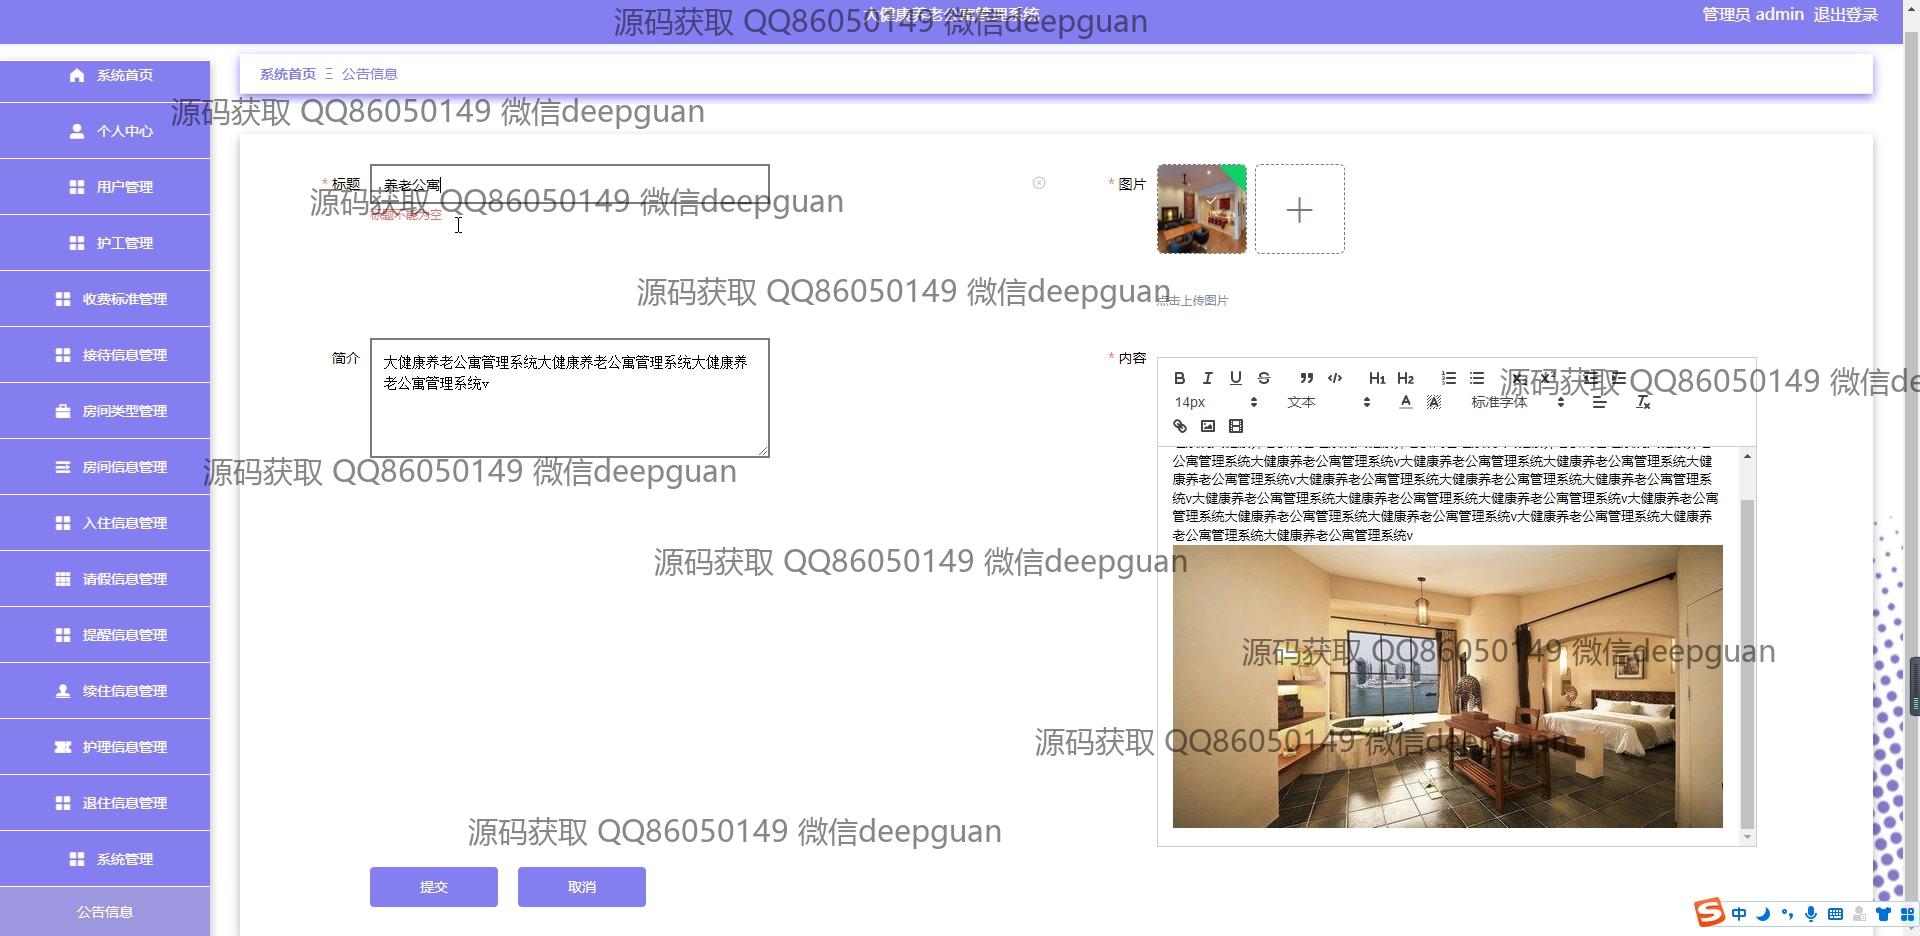 大健康养老公寓管理系统
管理员 admin 退出登录
源码获取 QQ86050149 微信deepguan
系统首页
系统首页 Ξ 公告信息
源码获取 QQ86050149 微信deepguan
个人中心
用户管理
* 标题 养老公寓
* 图片
源码获取 QQ86050149 微信deepguan
标题不能为空
护工管理
收费标准管理
源码获取 QQ86050149 微信deepguan
点击上传图片
接待信息管理
简介
大健康养老公寓管理系统大健康养老公寓管理系统大健康养
老公寓管理系统v
* 内容
B I U S H1 H2
源码获取 QQ86050149 微信de
14px 文本 标准字体
房间类型管理
房间信息管理
源码获取 QQ86050149 微信deepguan
公寓管理系统大健康养老公寓管理系统v大健康养老公寓管理系统大健康养老公寓管理系统大健
康养老公寓管理系统v大健康养老公寓管理系统大健康养老公寓管理系统大健康养老公寓管理系
统v大健康养老公寓管理系统大健康养老公寓管理系统大健康养老公寓管理系统v大健康养老公寓
管理系统大健康养老公寓管理系统大健康养老公寓管理系统v大健康养老公寓管理系统大健康养
老公寓管理系统大健康养老公寓管理系统v
入住信息管理
源码获取 QQ86050149 微信deepguan
请假信息管理
提醒信息管理
源码获取 QQ86050149 微信deepguan
续住信息管理
护理信息管理
源码获取 QQ86050149 微信deepguan
退住信息管理
源码获取 QQ86050149 微信deepguan
系统管理
提交 取消
公告信息
中